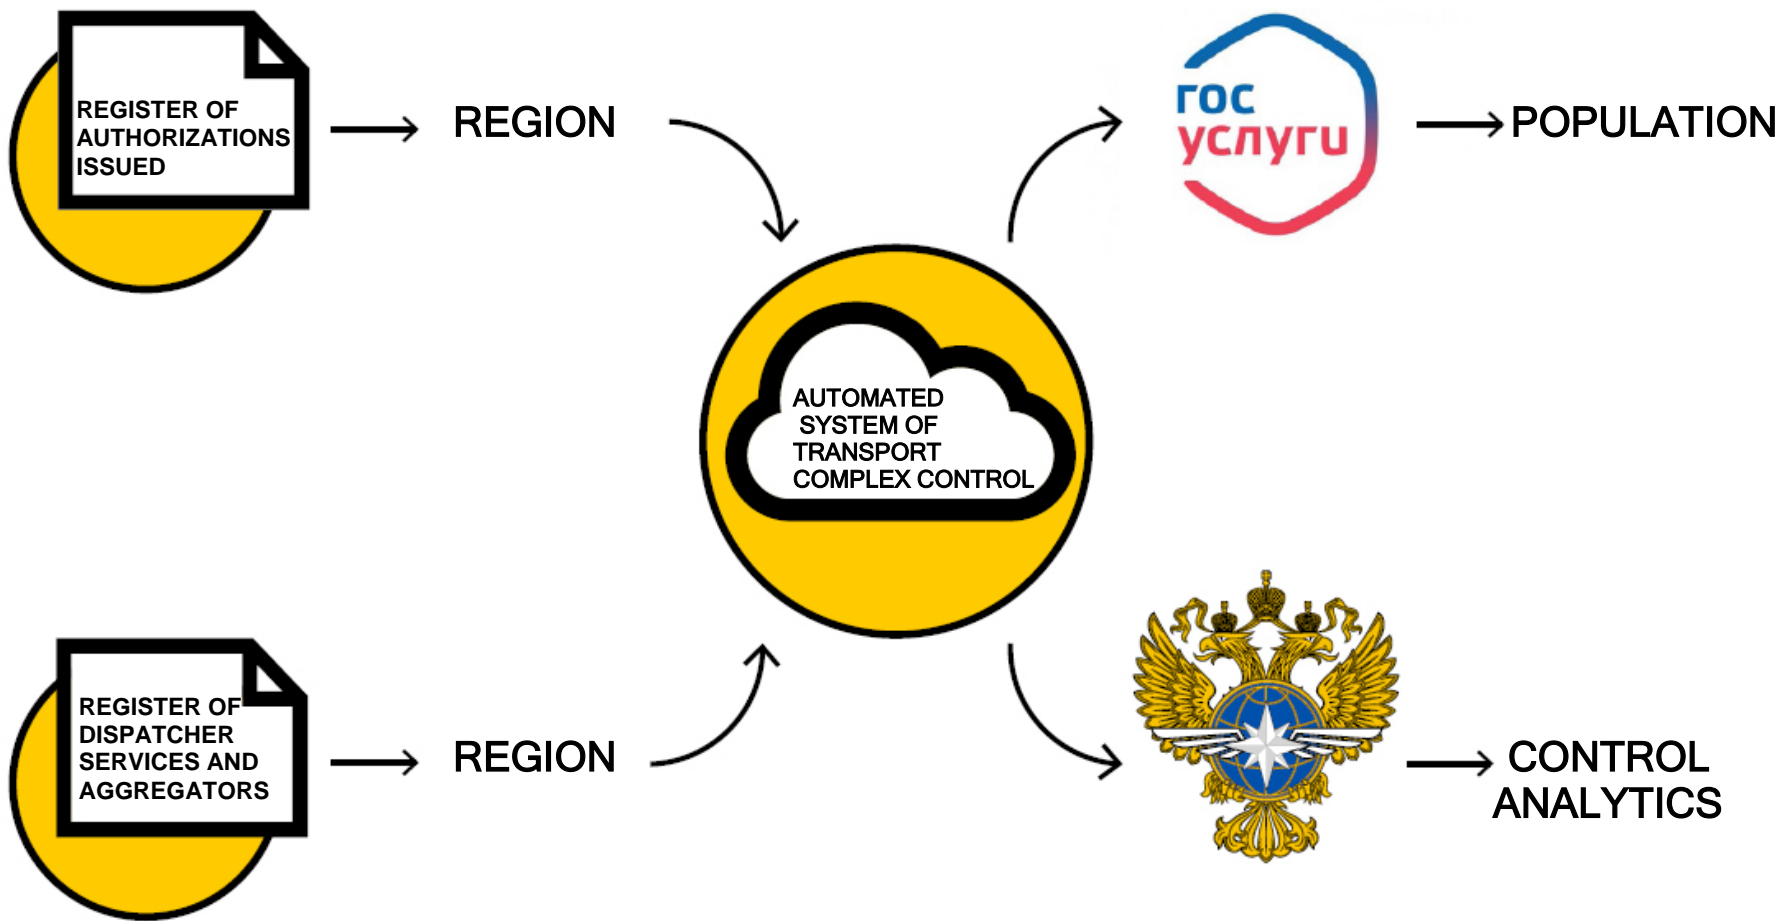 REGISTER OF
AUTHORIZATIONS
ISSUED
REGION
гос
услуги
POPULATION
AUTOMATED
SYSTEM OF
TRANSPORT
COMPLEX CONTROL
REGISTER OF
DISPATCHER
SERVICES AND
AGGREGATORS
REGION
CONTROL
ANALYTICS